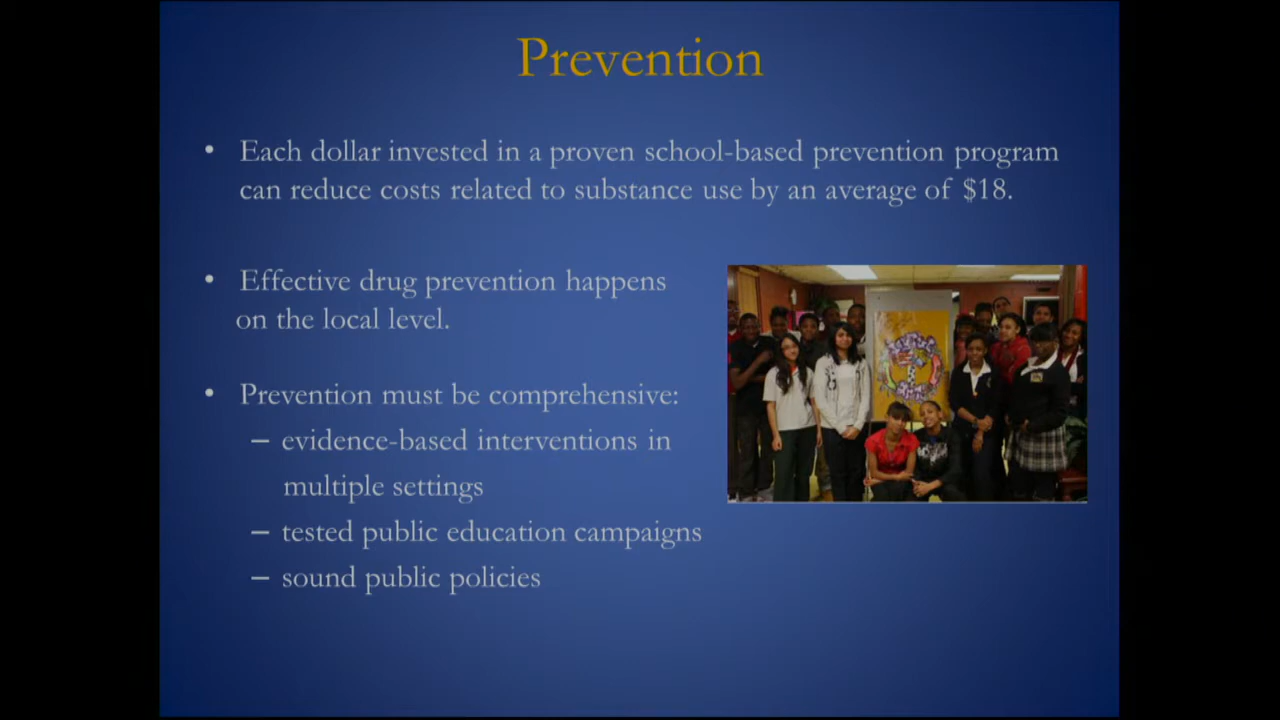 Prevention
• Each dollar invested in a proven school-based prevention program
can reduce costs related to substance use by an average of $18.
• Effective drug prevention happens
on the local level.
• Prevention must be comprehensive:
– evidence-based interventions in
multiple settings
– tested public education campaigns
– sound public policies